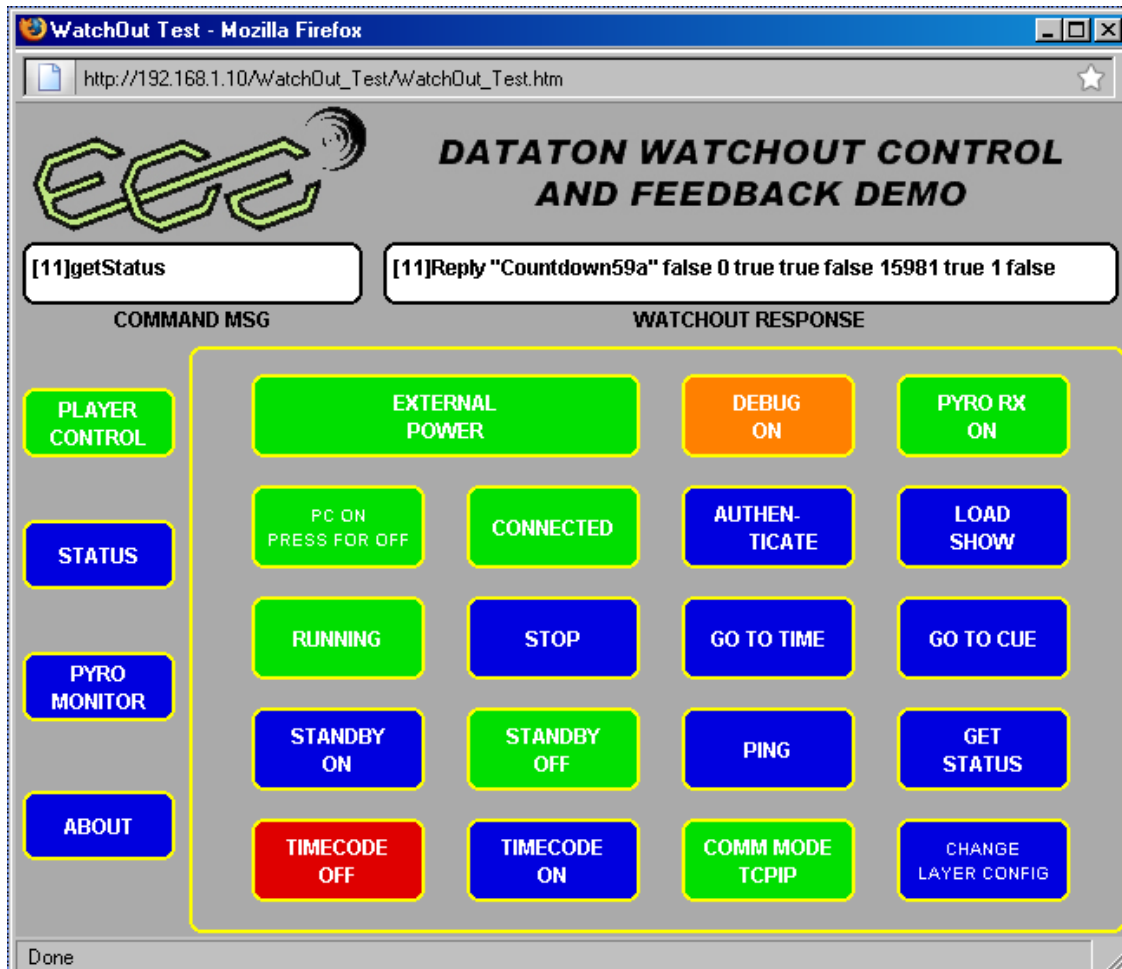 WatchOut Test - Mozilla Firefox
http://192.168.1.10/WatchOut_Test/WatchOut_Test.htm
ECS
DATATON WATCHOUT CONTROL
AND FEEDBACK DEMO
[11]getStatus
[11]Reply "Countdown59a" false 0 true true false 15981 true 1 false
COMMAND MSG
WATCHOUT RESPONSE
PLAYER
CONTROL
STATUS
PYRO
MONITOR
ABOUT
EXTERNAL
POWER
DEBUG
ON
PYRO RX
ON
PC ON
PRESS FOR OFF
CONNECTED
AUTHEN-
TICATE
LOAD
SHOW
RUNNING
STOP
GO TO TIME
GO TO CUE
STANDBY
ON
STANDBY
OFF
PING
GET
STATUS
TIMECODE
OFF
TIMECODE
ON
COMM MODE
TCPIP
CHANGE
LAYER CONFIG
Done